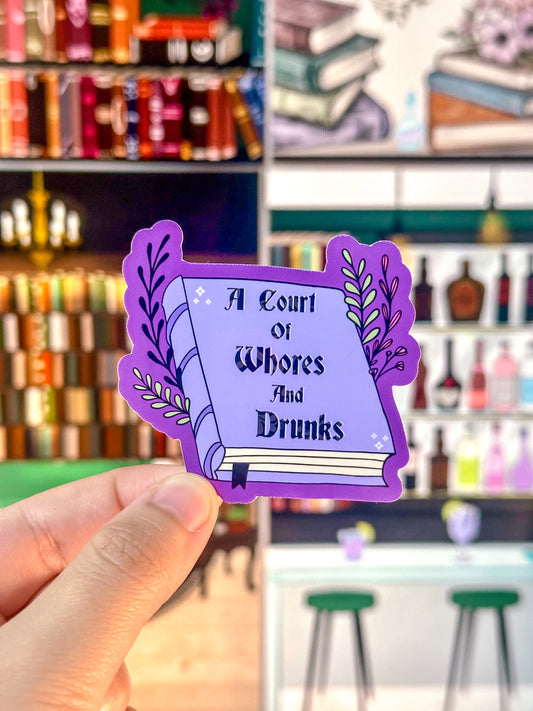 A Court
Of
Whores
And
Drunks